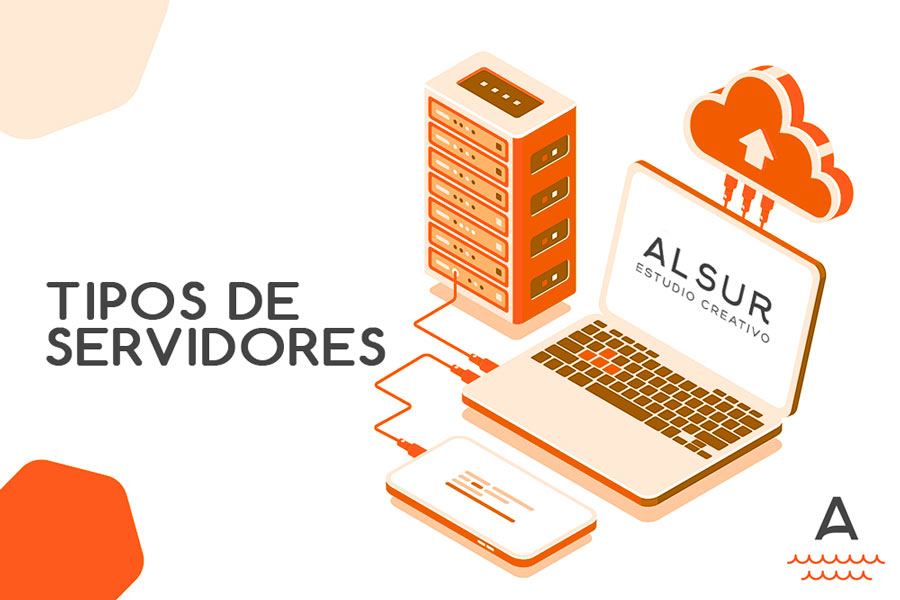 TIPOS DE
SERVIDORES
ALSUR
ESTUDIO CREATIVO
A